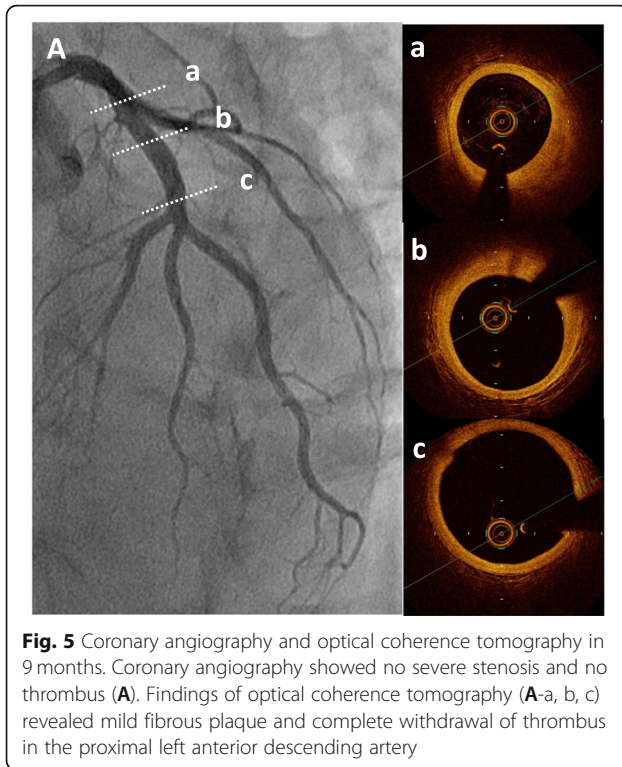 A
a
b
c
a
b
c
Fig. 5 Coronary angiography and optical coherence tomography in
9 months. Coronary angiography showed no severe stenosis and no
thrombus (A). Findings of optical coherence tomography (A-a, b, c)
revealed mild fibrous plaque and complete withdrawal of thrombus
in the proximal left anterior descending artery